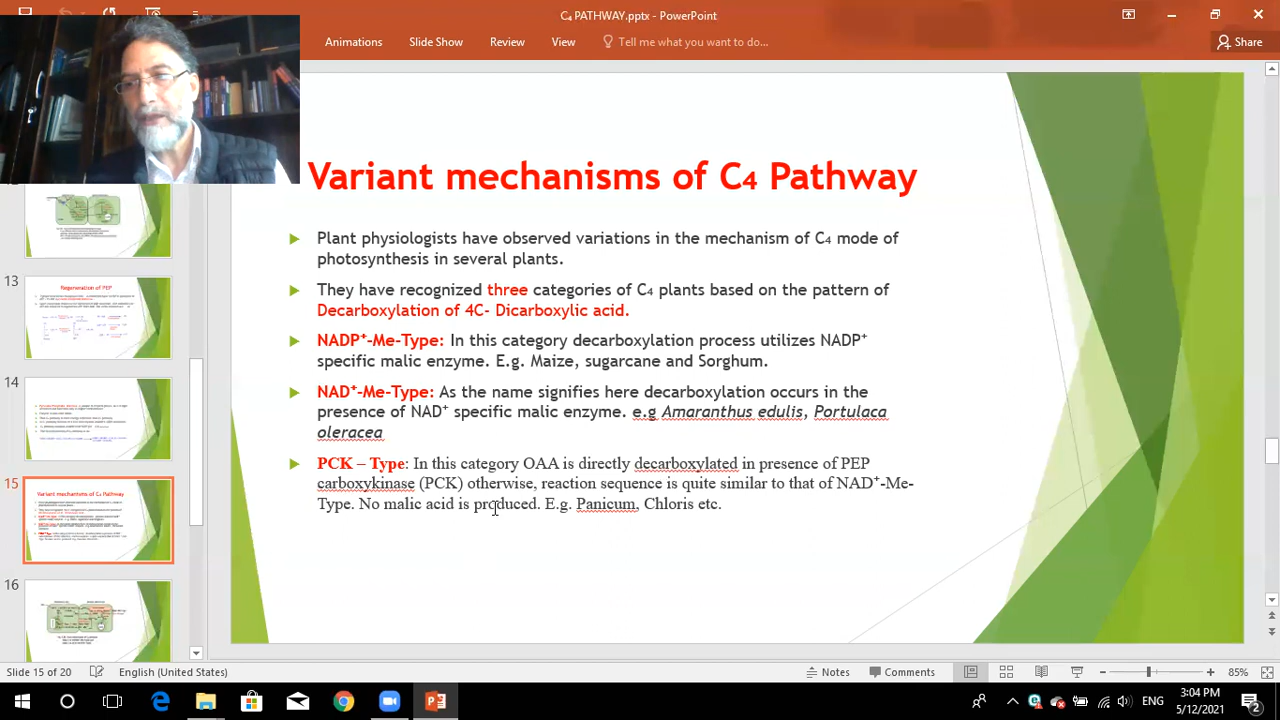 C₄ PATHWAY.pptx - PowerPoint
Animations Slide Show Review View Tell me what you want to do... Share
Variant mechanisms of C₄ Pathway
Plant physiologists have observed variations in the mechanism of C₄ mode of
photosynthesis in several plants.
They have recognized three categories of C₄ plants based on the pattern of
Decarboxylation of 4C- Dicarboxylic acid.
NADP⁺-Me-Type: In this category decarboxylation process utilizes NADP⁺
specific malic enzyme. E.g. Maize, sugarcane and Sorghum.
NAD⁺-Me-Type: As the name signifies here decarboxylation occurs in the
presence of NAD⁺ specific malic enzyme. e.g Amaranthus edulis, Portulaca
oleracea
PCK – Type: In this category OAA is directly decarboxylated in presence of PEP
carboxykinase (PCK) otherwise, reaction sequence is quite similar to that of NAD⁺-Me-
Type. No malic acid is produced. E.g. Panicum, Chloris etc.
13
Regeneration of PEP
14
15
Variant mechanisms of C₄ Pathway
16
Slide 15 of 20 English (United States) Notes Comments 85%
ENG 3:04 PM
5/12/2021
2